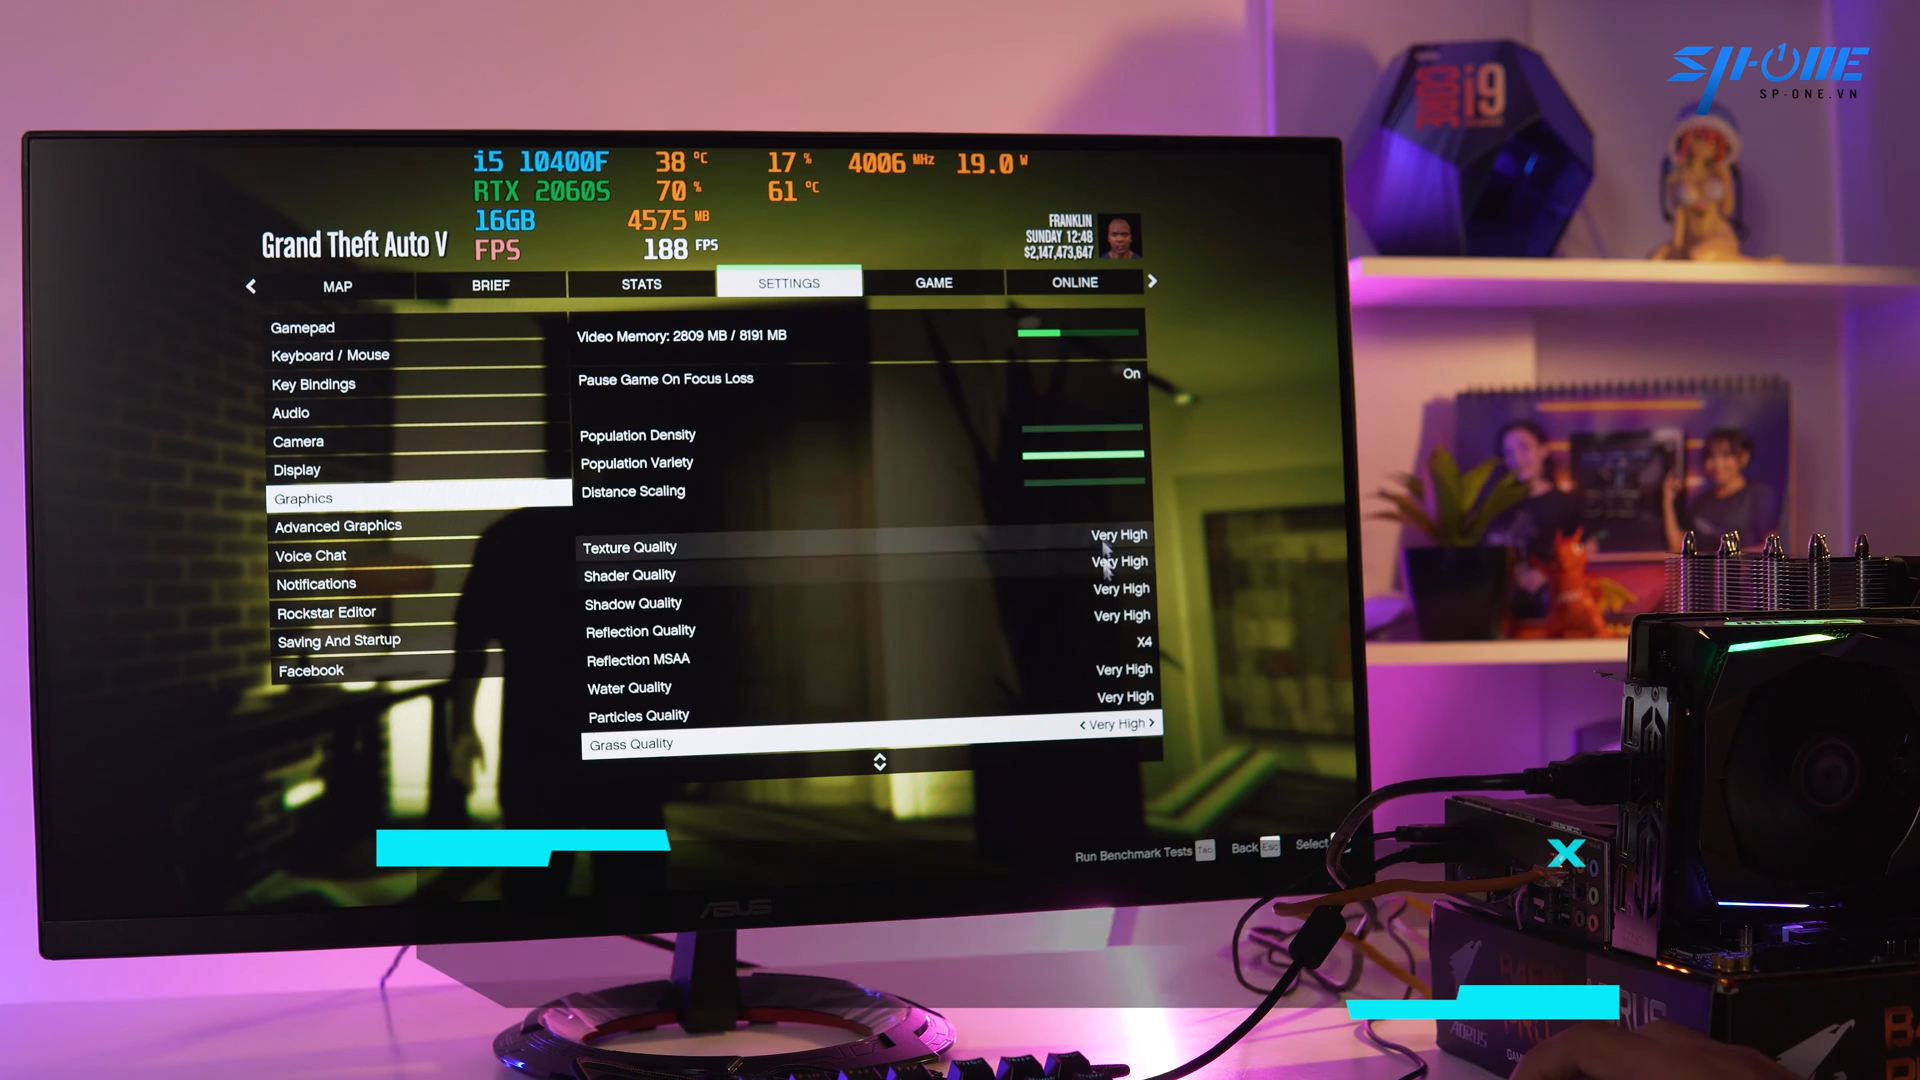 SP-ONE
SP-ONE.VN
CORE i9
i5 10400F 38 °C 17 % 4006 MHz 19.0 W
RTX 2060S 70 % 61 °C
16GB 4575 MB
FPS 188 FPS
Grand Theft Auto V
FRANKLIN
SUNDAY 12:48
$2,147,473,647
MAP BRIEF STATS SETTINGS GAME ONLINE
Gamepad
Keyboard / Mouse
Key Bindings
Audio
Camera
Display
Graphics
Advanced Graphics
Voice Chat
Notifications
Rockstar Editor
Saving And Startup
Facebook
Video Memory: 2809 MB / 8191 MB
Pause Game On Focus Loss On
Population Density
Population Variety
Distance Scaling
Texture Quality Very High
Shader Quality Very High
Shadow Quality Very High
Reflection Quality Very High
Reflection MSAA X4
Water Quality Very High
Particles Quality Very High
Grass Quality < Very High >
Run Benchmark Tests Tab Back Esc Select
ASUS
AORUS